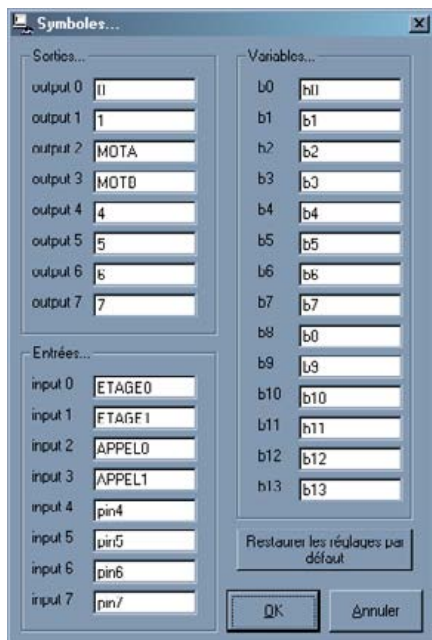 Symboles...
Sorties...
output 0 0
output 1 1
output 2 MOTA
output 3 MOTB
output 4 4
output 5 5
output 6 6
output 7 7
Entrées...
input 0 ETAGE0
input 1 ETAGE1
input 2 APPEL0
input 3 APPEL1
input 4 pin4
input 5 pin5
input 6 pin6
input 7 pin7
Variables...
b0 b0
b1 b1
b2 b2
b3 b3
b4 b4
b5 b5
b6 b6
b7 b7
b8 b8
b9 b9
b10 b10
b11 b11
b12 b12
b13 b13
Restaurer les réglages par
défaut
OK
Annuler